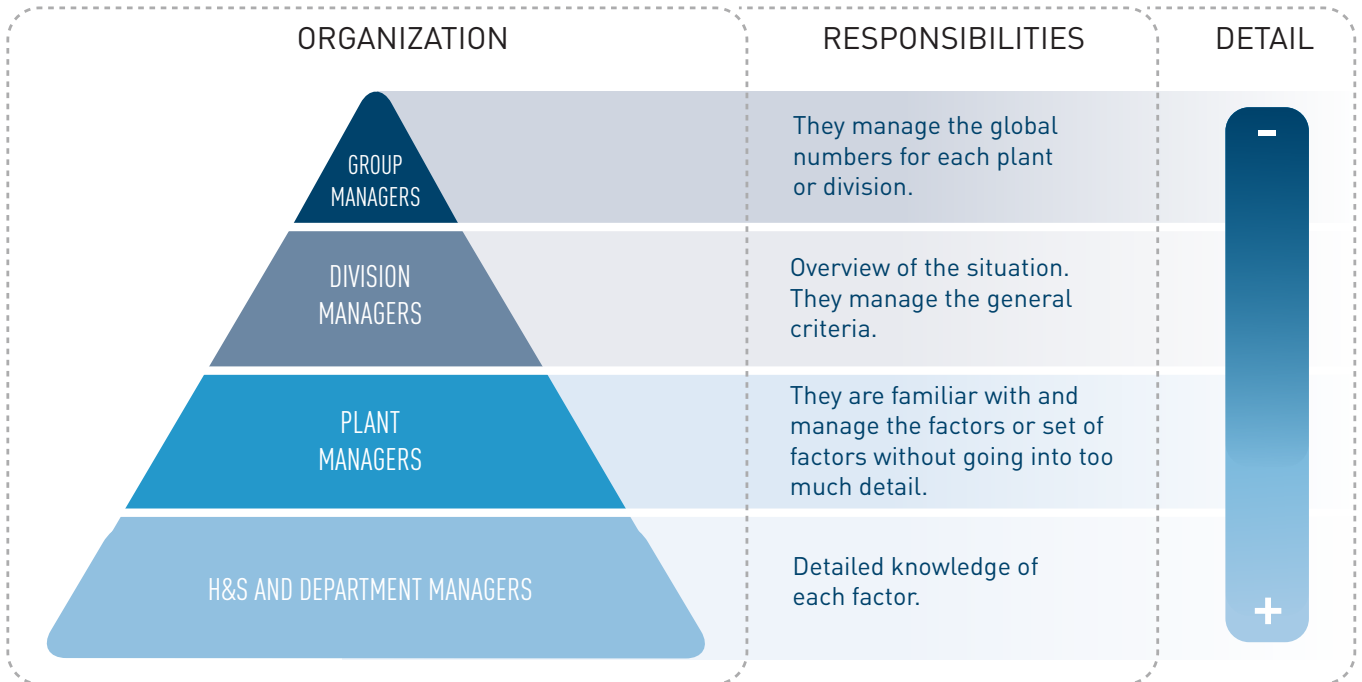 ORGANIZATION
RESPONSIBILITIES
DETAIL
GROUP
MANAGERS
They manage the global
numbers for each plant
or division.
-
DIVISION
MANAGERS
Overview of the situation.
They manage the general
criteria.
PLANT
MANAGERS
They are familiar with and
manage the factors or set of
factors without going into too
much detail.
H&S AND DEPARTMENT MANAGERS
Detailed knowledge of
each factor.
+